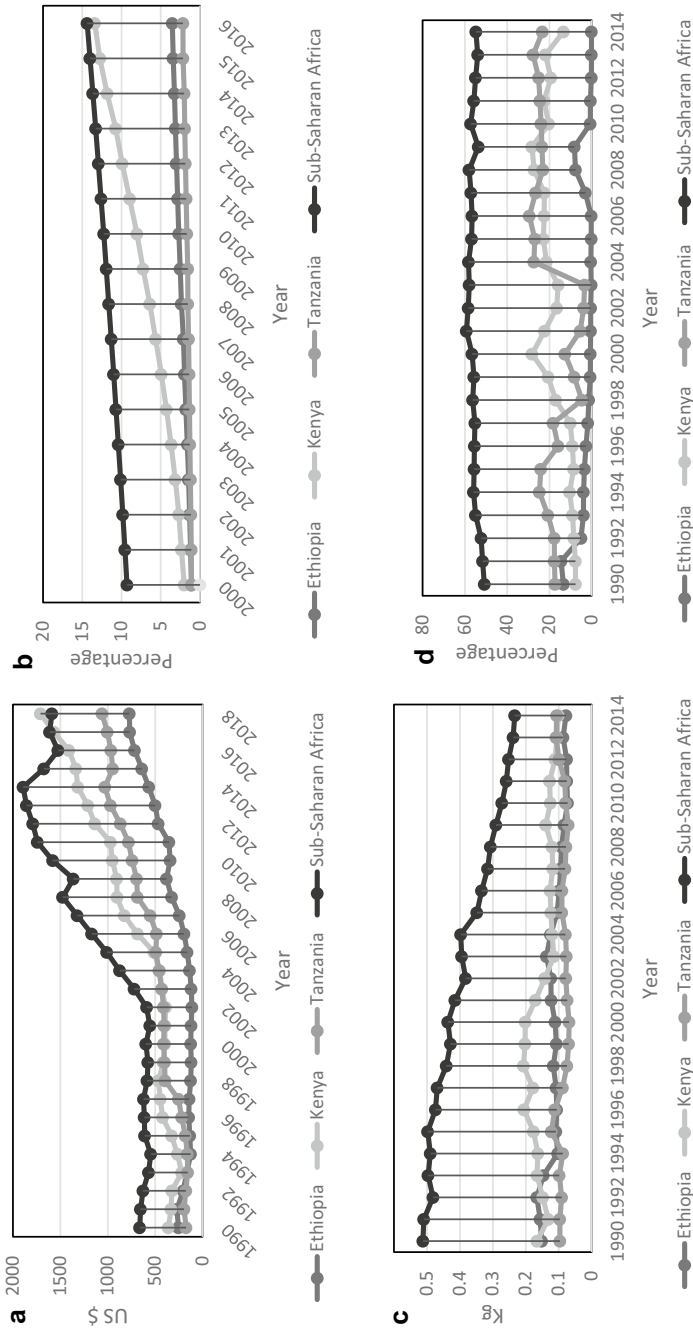 a
US $
2000
1500
1000
500
0
1990 1992 1994 1996 1998 2000 2002 2004 2006 2008 2010 2012 2014 2016 2018
Year
Ethiopia Kenya Tanzania Sub-Saharan Africa
b
Percentage
20
15
10
5
0
2000 2001 2002 2003 2004 2005 2006 2007 2008 2009 2010 2011 2012 2013 2014 2015 2016
Year
Ethiopia Kenya Tanzania Sub-Saharan Africa
c
Kg
0.5
0.4
0.3
0.2
0.1
0
1990 1992 1994 1996 1998 2000 2002 2004 2006 2008 2010 2012 2014
Year
Ethiopia Kenya Tanzania Sub-Saharan Africa
d
Percentage
80
60
40
20
0
1990 1992 1994 1996 1998 2000 2002 2004 2006 2008 2010 2012 2014
Year
Ethiopia Kenya Tanzania Sub-Saharan Africa